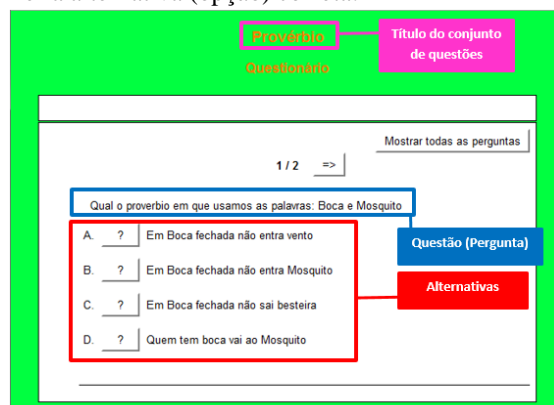 Provérbio
Título do conjunto
de questões
Questionário
Mostrar todas as perguntas
1 / 2 =>
Qual o proverbio em que usamos as palavras: Boca e Mosquito
A. ? Em Boca fechada não entra vento
Questão (Pergunta)
B. ? Em Boca fechada não entra Mosquito
Alternativas
C. ? Em Boca fechada não sai besteira
D. ? Quem tem boca vai ao Mosquito